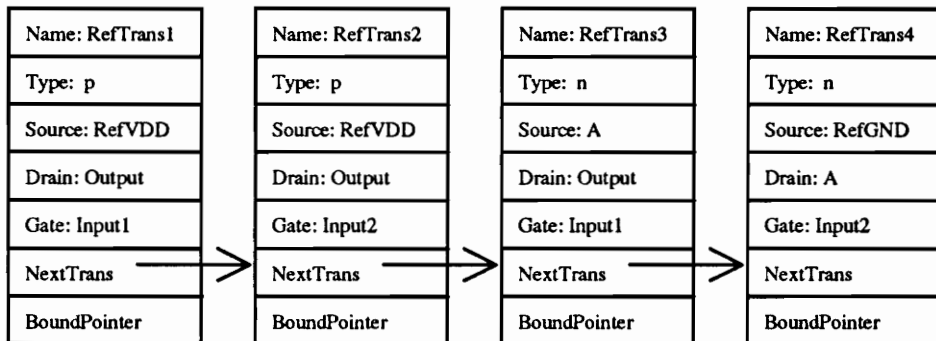 Name: RefTrans1
Type: p
Source: RefVDD
Drain: Output
Gate: Input1
NextTrans
BoundPointer
Name: RefTrans2
Type: p
Source: RefVDD
Drain: Output
Gate: Input2
NextTrans
BoundPointer
Name: RefTrans3
Type: n
Source: A
Drain: Output
Gate: Input1
NextTrans
BoundPointer
Name: RefTrans4
Type: n
Source: RefGND
Drain: A
Gate: Input2
NextTrans
BoundPointer